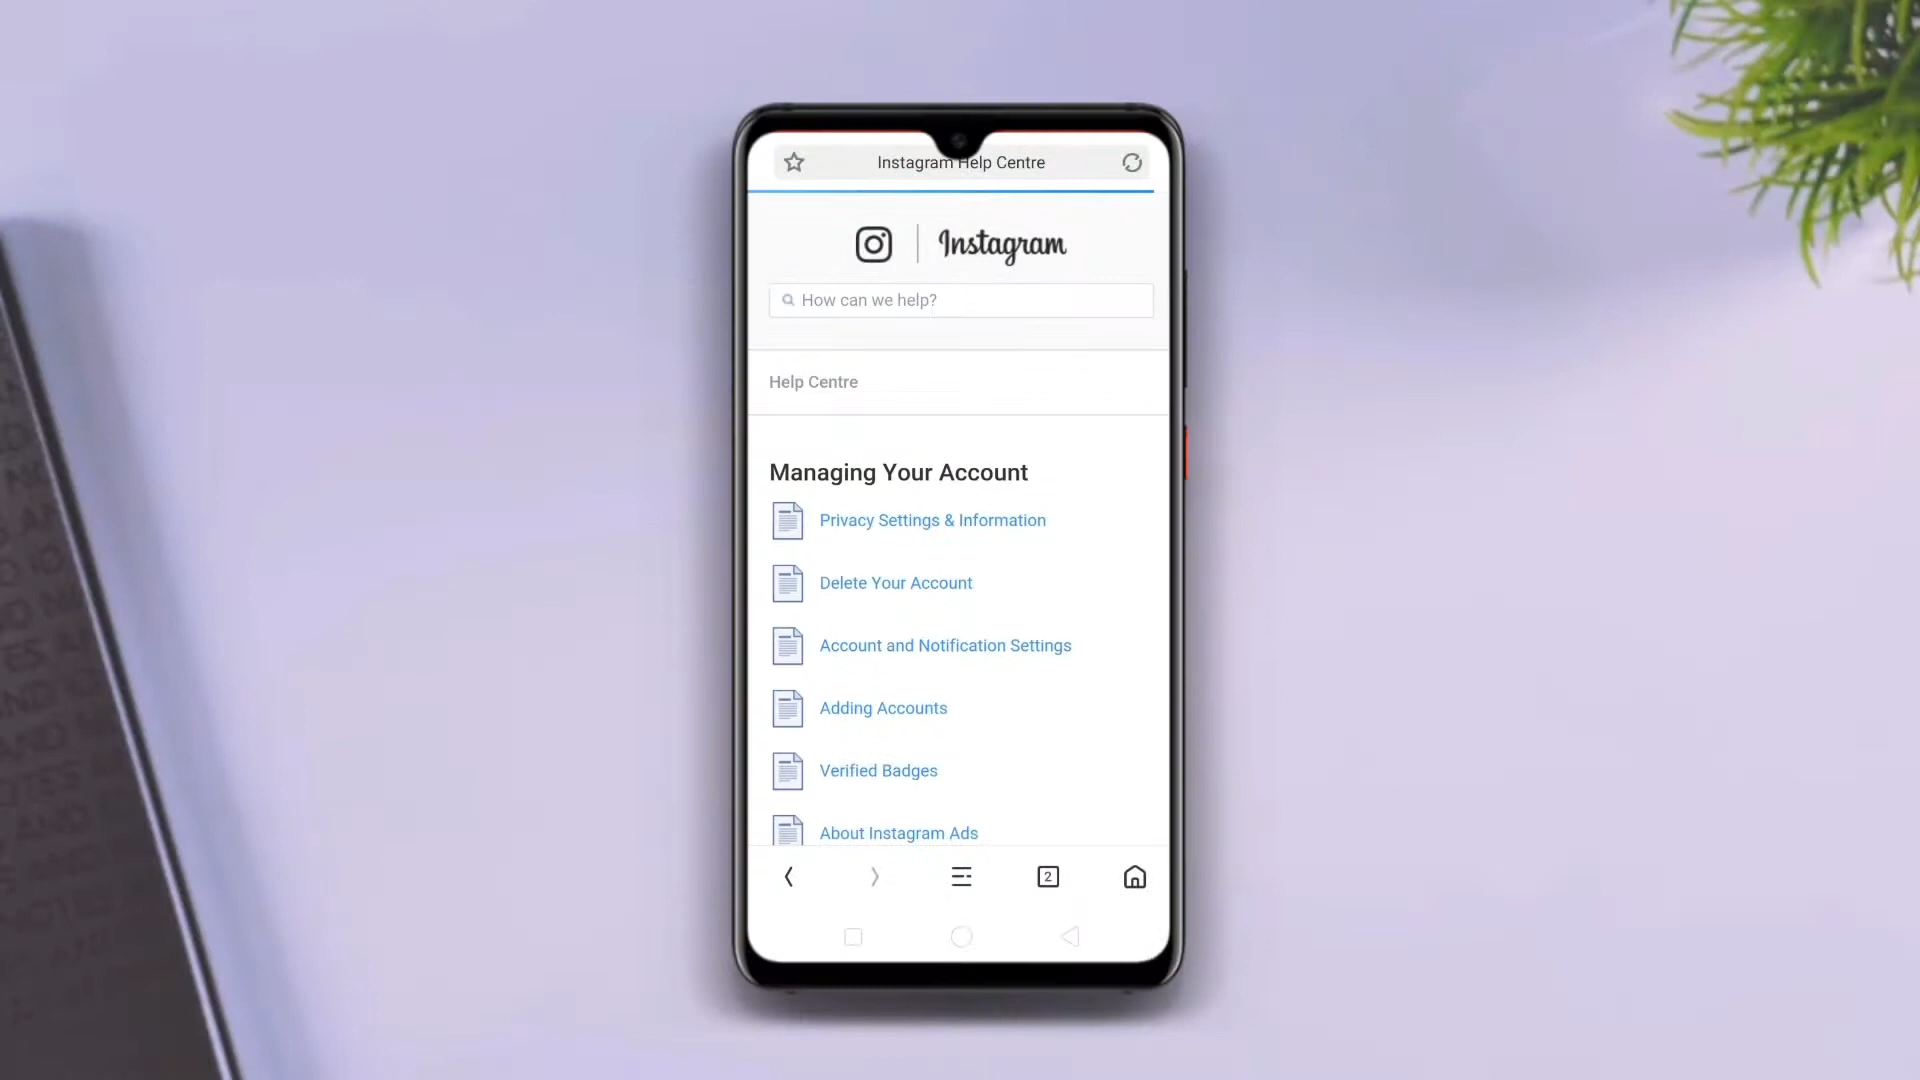 Instagram Help Centre
Instagram
How can we help?
Help Centre
Managing Your Account
Privacy Settings & Information
Delete Your Account
Account and Notification Settings
Adding Accounts
Verified Badges
About Instagram Ads
2